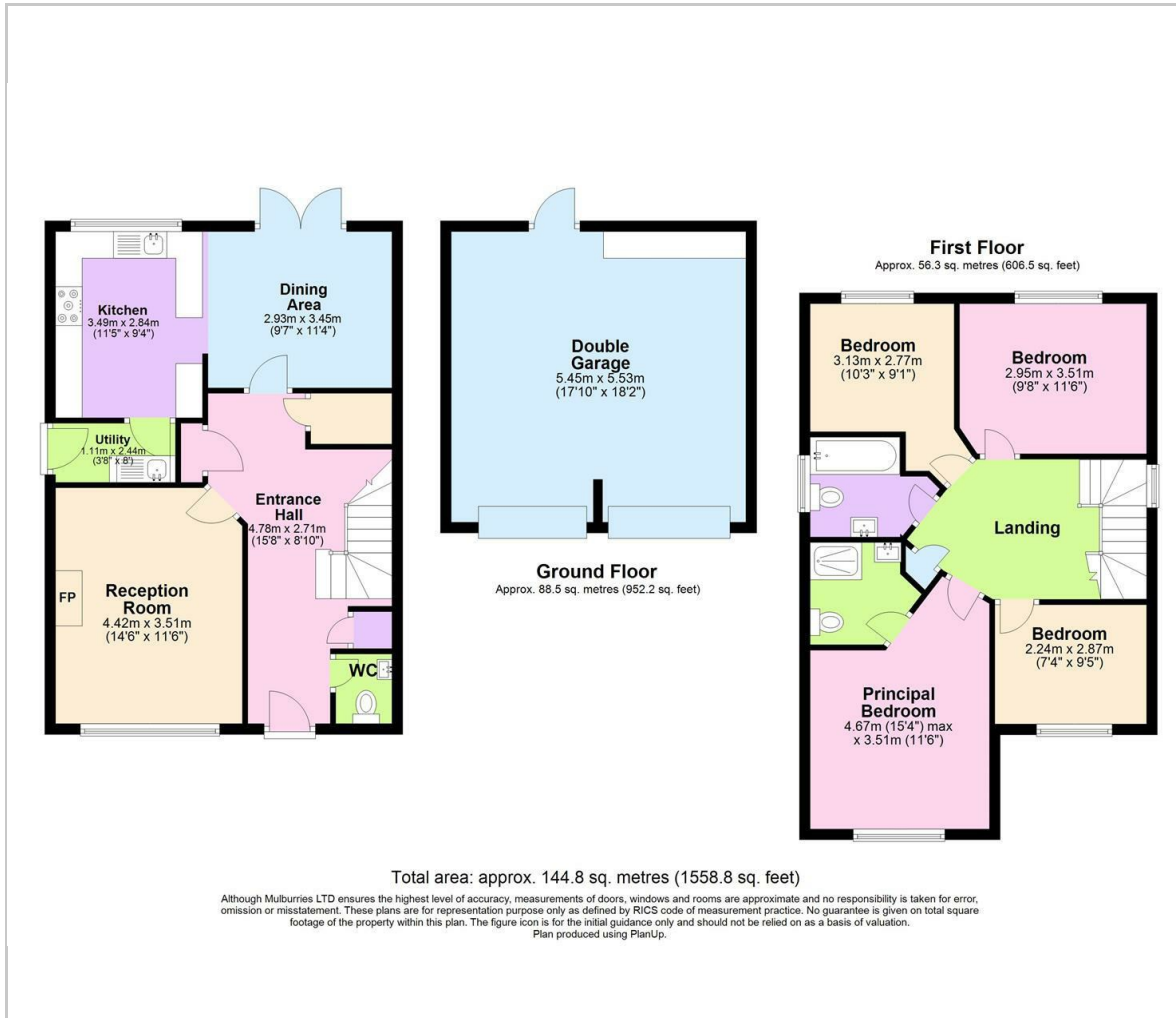 Kitchen
3.49m x 2.84m
(11'5" x 9'4")
Dining
Area
2.93m x 3.45m
(9'7" x 11'4")
Utility
1.11m x 2.44m
(3'8" x 8')
Entrance
Hall
4.78m x 2.71m
(15'8" x 8'10")
FP
Reception
Room
4.42m x 3.51m
(14'6" x 11'6")
WC
Double
Garage
5.45m x 5.53m
(17'10" x 18'2")
Ground Floor
Approx. 88.5 sq. metres (952.2 sq. feet)
First Floor
Approx. 56.3 sq. metres (606.5 sq. feet)
Bedroom
3.13m x 2.77m
(10'3" x 9'1")
Bedroom
2.95m x 3.51m
(9'8" x 11'6")
Landing
Bedroom
2.24m x 2.87m
(7'4" x 9'5")
Principal
Bedroom
4.67m (15'4") max
x 3.51m (11'6")
Total area: approx. 144.8 sq. metres (1558.8 sq. feet)
Although Mulburries LTD ensures the highest level of accuracy, measurements of doors, windows and rooms are approximate and no responsibility is taken for error,
omission or misstatement. These plans are for representation purpose only as defined by RICS code of measurement practice. No guarantee is given on total square
footage of the property within this plan. The figure icon is for the initial guidance only and should not be relied on as a basis of valuation.
Plan produced using PlanUp.